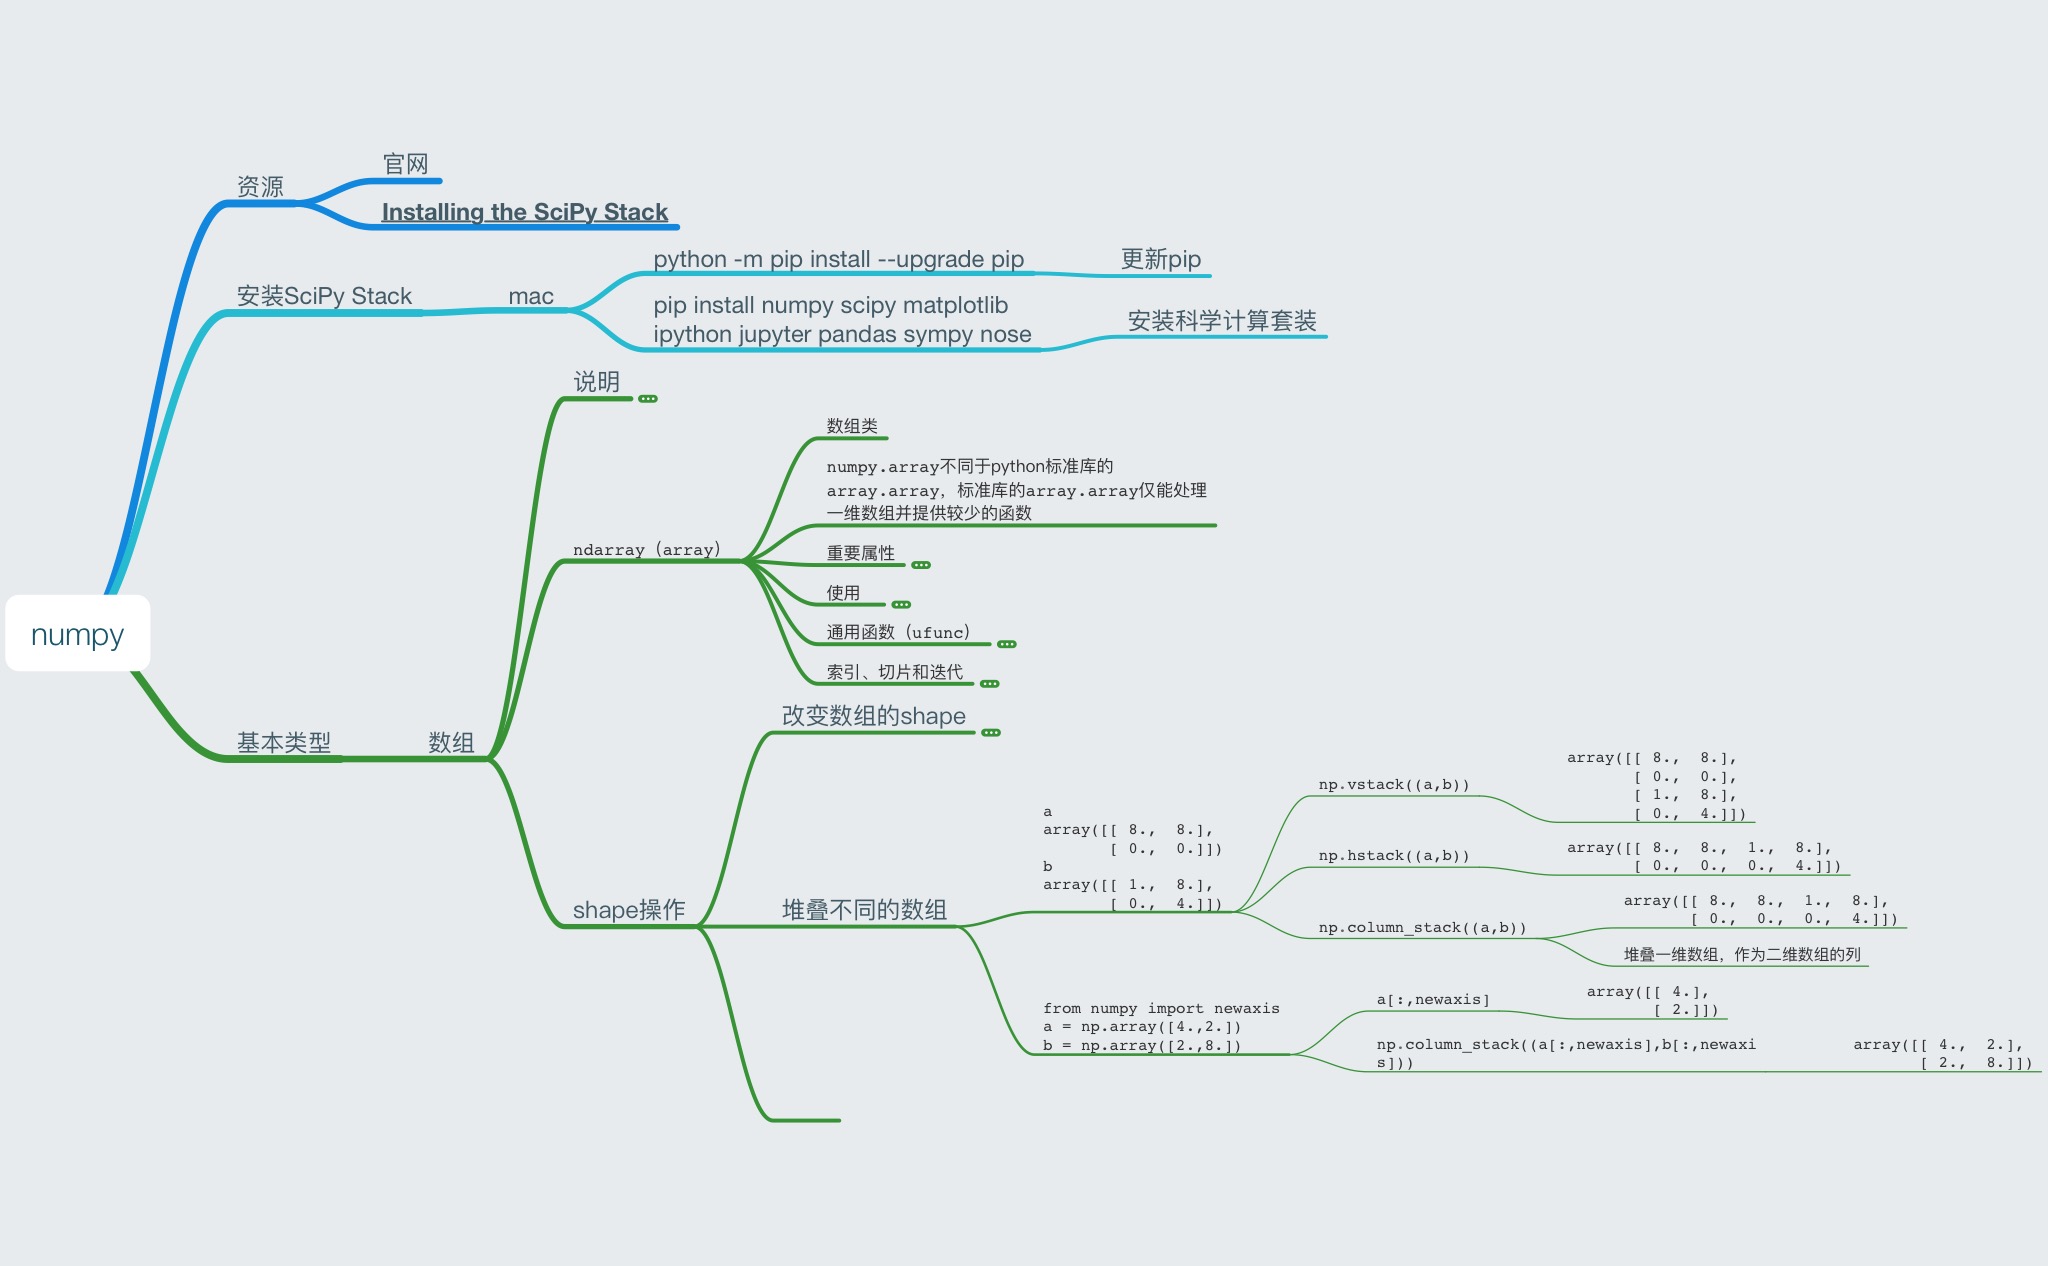 官网
资源
Installing the SciPy Stack
python -m pip install --upgrade pip
更新pip
安装SciPy Stack
mac
pip install numpy scipy matplotlib
ipython jupyter pandas sympy nose
安装科学计算套装
说明
数组类
numpy.array不同于python标准库的
array.array，标准库的array.array仅能处理
一维数组并提供较少的函数
ndarray（array）
重要属性
使用
通用函数（ufunc）
索引、切片和迭代
numpy
基本类型
数组
改变数组的shape
shape操作
堆叠不同的数组
a
array([[ 8.,  8.],
       [ 0.,  0.]])
b
array([[ 1.,  8.],
       [ 0.,  4.]])
np.vstack((a,b))
array([[ 8.,  8.],
       [ 0.,  0.],
       [ 1.,  8.],
       [ 0.,  4.]])
np.hstack((a,b))
array([[ 8.,  8.,  1.,  8.],
       [ 0.,  0.,  0.,  4.]])
np.column_stack((a,b))
array([[ 8.,  8.,  1.,  8.],
       [ 0.,  0.,  0.,  4.]])
堆叠一维数组，作为二维数组的列
from numpy import newaxis
a = np.array([4.,2.])
b = np.array([2.,8.])
a[:,newaxis]
array([[ 4.],
       [ 2.]])
np.column_stack((a[:,newaxis],b[:,newaxi
s]))
array([[ 4.,  2.],
       [ 2.,  8.]])